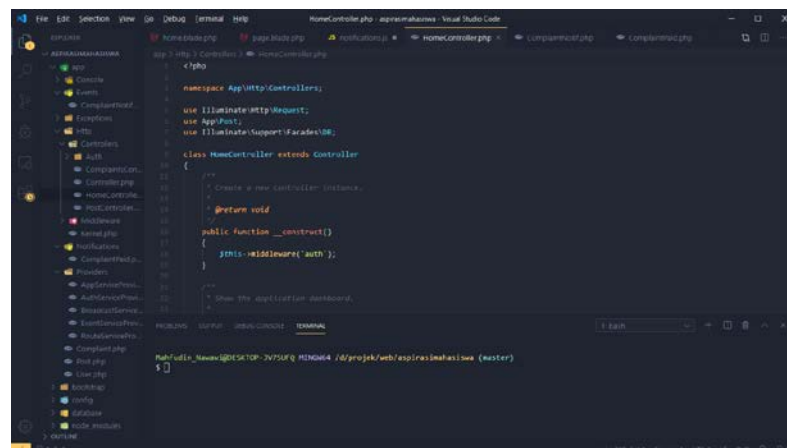 File Edit Selection View Go Debug Terminal Help
HomeController.php - aspirasimahasiswa - Visual Studio Code
EXPLORER
home.blade.php page.blade.php notifications.js HomeController.php
ASPIRASIMAHASISWA
app > Http > Controllers > HomeController.php
app
Console
Events
ComplaintNotif...
Exceptions
Http
Controllers
Auth
ComplaintsCon...
Controller.php
HomeControlle...
PostController...
Middleware
Kernel.php
Notifications
ComplaintPaid.p...
Providers
AppServiceProvi...
AuthServiceProvi...
BroadcastService...
EventServiceProv...
RouteServicePro...
Complaint.php
Post.php
User.php
bootstrap
config
database
node_modules
OUTLINE
<?php
namespace App\Http\Controllers;
use Illuminate\Http\Request;
use App\Post;
use Illuminate\Support\Facades\DB;
class HomeController extends Controller
{
/**
* Create a new controller instance.
*
* @return void
*/
public function __construct()
{
$this->middleware('auth');
}
/**
* Show the application dashboard.
*
PROBLEMS OUTPUT DEBUG CONSOLE TERMINAL
1: bash
Mahfudin_Nawawi@DESKTOP-JV75UFQ MINGW64 /d/projek/web/aspirasimahasiswa (master)
$